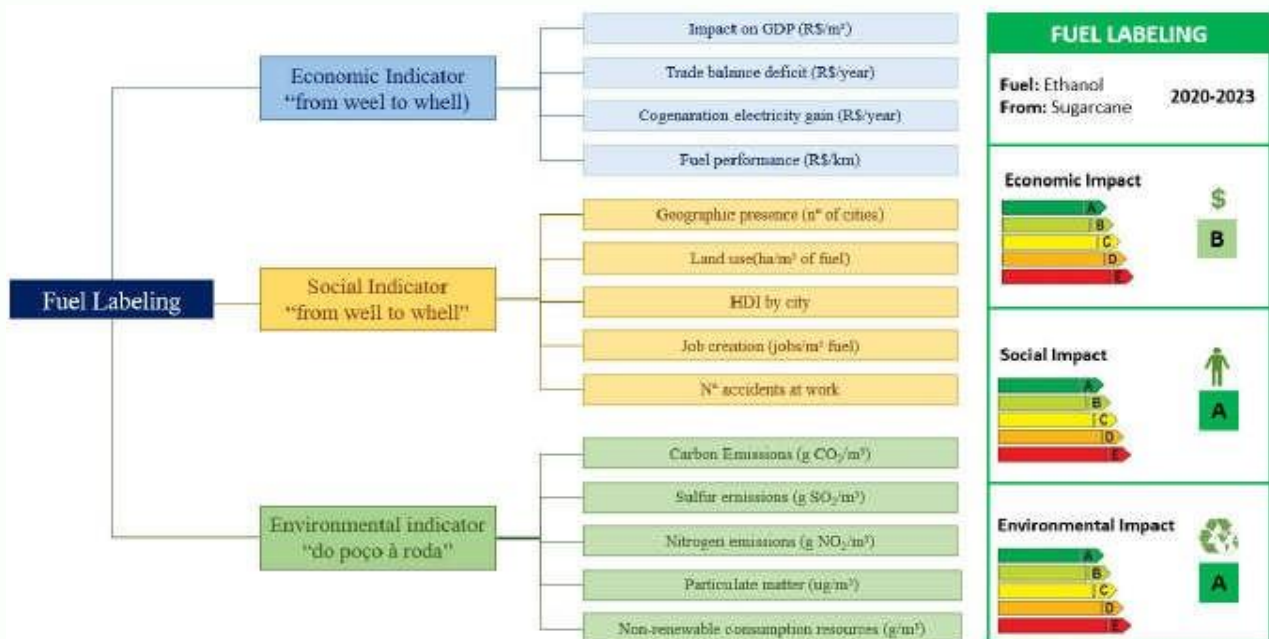 Fuel Labeling
Economic Indicator
“from weel to whell)
Impact on GDP (R$/m³)
Trade balance deficit (R$/year)
Cogenaration electricity gain (R$/year)
Fuel performance (R$/km)
Social Indicator
“from well to whell”
Geographic presence (n° of cities)
Land use(ha/m³ of fuel)
HDI by city
Job creation (jobs/m³ fuel)
N° accidents at work
Environmental indicator
“do poço à roda”
Carbon Emissions (g CO₂/m³)
Sulfur emissions (g SO₂/m³)
Nitrogen emissions (g NO₂/m³)
Particulate matter (ug/m³)
Non-renewable consumption resources (g/m³)
FUEL LABELING
Fuel: Ethanol
From: Sugarcane
2020-2023
Economic Impact
A
B
C
D
E
$
B
Social Impact
A
B
C
D
E
A
Environmental Impact
A
B
C
D
E
A